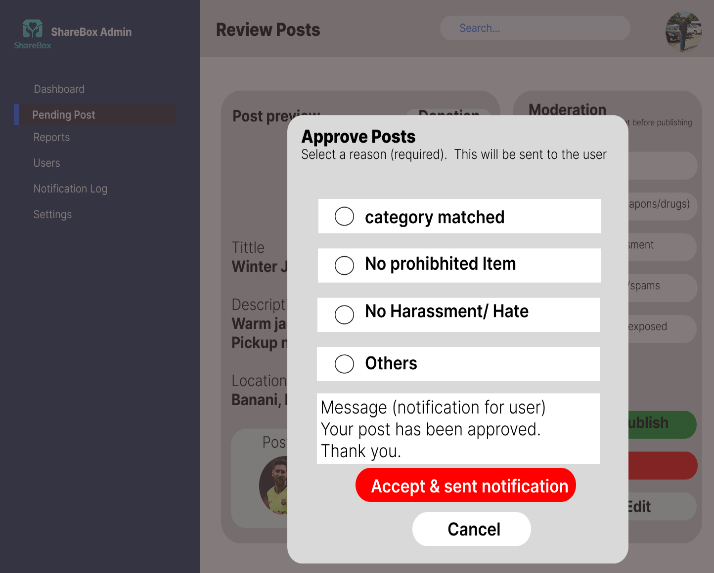 ShareBox Admin
ShareBox
Dashboard
Pending Post
Reports
Users
Notification Log
Settings
Review Posts
Search...
Post preview
Donation
Tittle
Winter J
Descript
Warm ja
Pickup
Location
Banani,
Pos
Moderation
before publishing
apons/drugs)
sment
/spams
exposed
ublish
Edit
Approve Posts
Select a reason (required). This will be sent to the user
category matched
No prohibhited Item
No Harassment/ Hate
Others
Message (notification for user)
Your post has been approved.
Thank you.
Accept & sent notification
Cancel